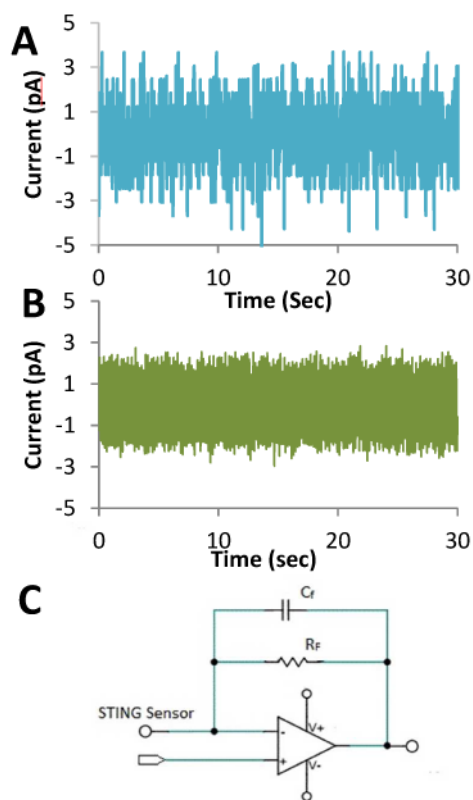 A
Current (pA)
5
3
1
-1
-3
-5
0 10 20 30
Time (Sec)
B
Current (pA)
5
3
1
-1
-3
-5
0 10 20 30
Time (sec)
C
Cf
RF
STING Sensor
-
V+
+
V-